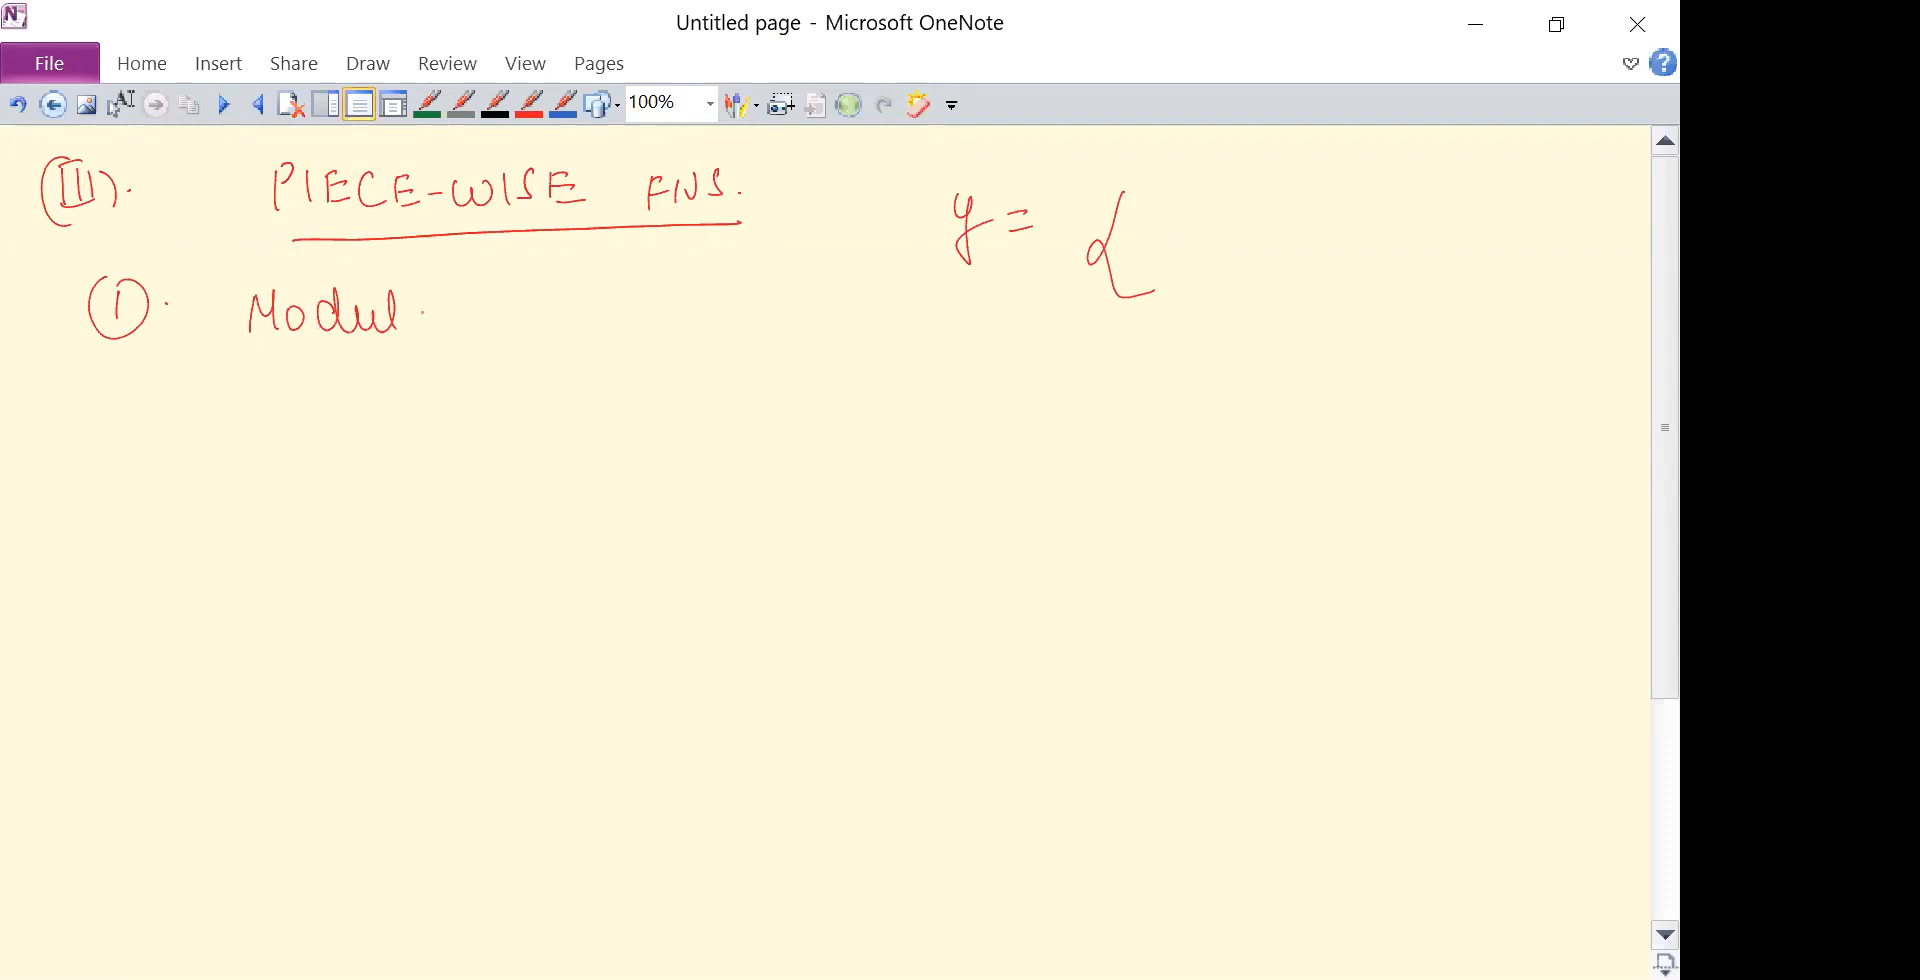 Untitled page - Microsoft OneNote
File Home Insert Share Draw Review View Pages
100%
(III). PIECE-WISE FNS.
y = {
① . Modul